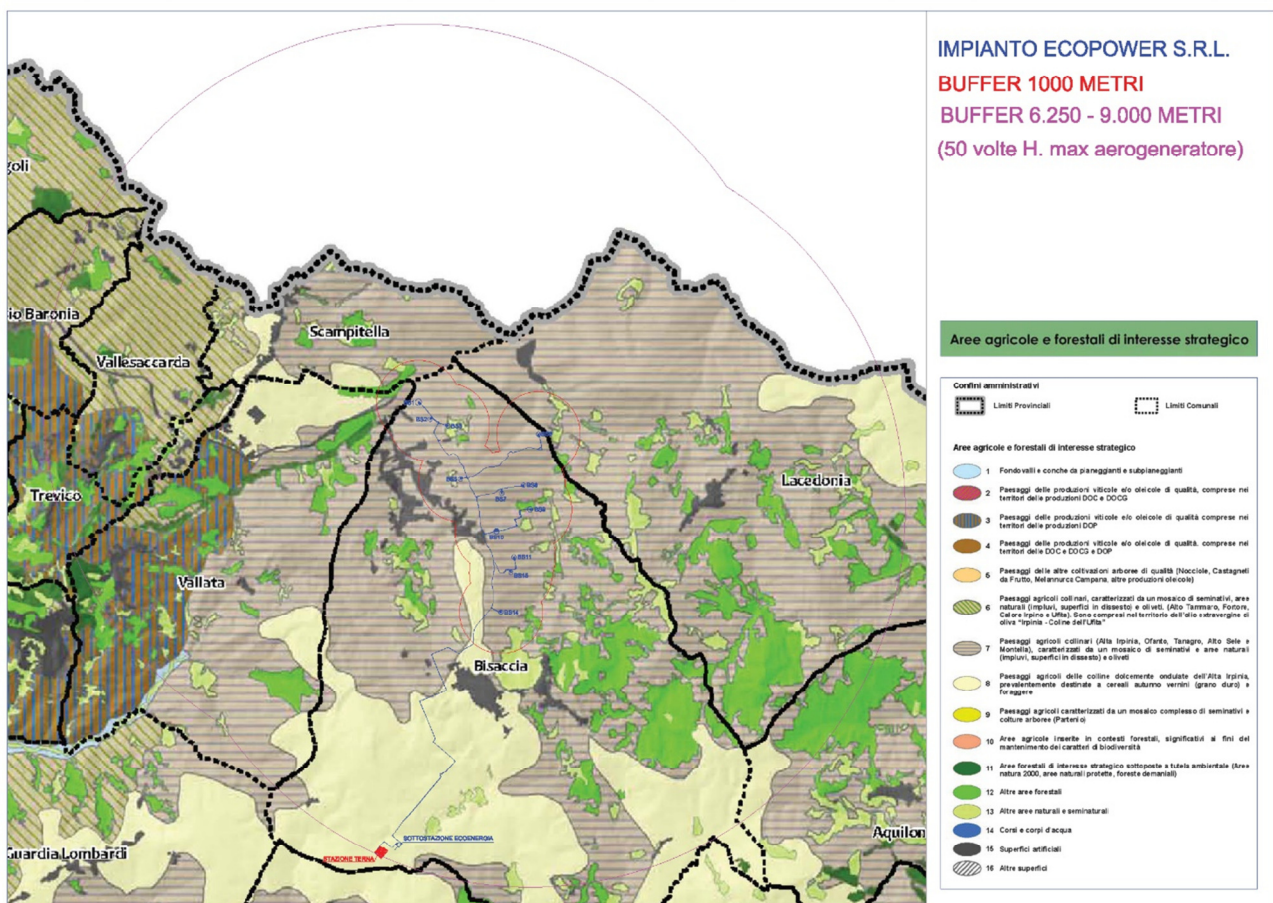 IMPIANTO ECOPOWER S.R.L.
BUFFER 1000 METRI
BUFFER 6.250 - 9.000 METRI
(50 volte H. max aerogeneratore)
Aree agricole e forestali di interesse strategico
Confini amministrativi
Limiti Provinciali
Limiti Comunali
Aree agricole e forestali di interesse strategico
1 Fondovalli e conche da pianeggianti e subpianeggianti
2 Paesaggi delle produzioni viticole e/o oleicole di qualità, comprese nei
territori delle produzioni DOC e DOCG
3 Paesaggi delle produzioni viticole e/o oleicole di qualità comprese nei
territori delle produzioni DOP
4 Paesaggi delle produzioni viticole e/o oleicole di qualità, comprese nei
territori delle DOC e DOCG e DOP
5 Paesaggi delle altre coltivazioni arboree di qualità (Nocciole, Castagneti
da Frutto, Melannurca Campana, altre produzioni oleicole)
6 Paesaggi agricoli collinari, caratterizzati da un mosaico di seminativi, aree
naturali (impluvi, superfici in dissesto) e oliveti. (Alto Tammaro, Fortore,
Calore Irpino e Ufita). Sono compresi nel territorio dell'olio extravergine di
oliva "Irpinia - Coline dell'Ufita"
7 Paesaggi agricoli collinari (Alta Irpinia, Ofanto, Tanagro, Alto Sele e
Montella), caratterizzati da un mosaico di seminativi e aree naturali
(impluvi, superfici in dissesto) e oliveti
8 Paesaggi agricoli delle colline dolcemente ondulate dell'Alta Irpinia,
prevalentemente destinate a cereali autunno vernini (grano duro) e
foraggere
9 Paesaggi agricoli caratterizzati da un mosaico complesso di seminativi e
colture arboree (Partenio)
10 Aree agricole inserite in contesti forestali, significativi ai fini del
mantenimento dei caratteri di biodiversità
11 Aree forestali di interesse strategico sottoposte a tutela ambientale (Aree
natura 2000, aree naturali protette, foreste demaniali)
12 Altre aree forestali
13 Altre aree naturali e seminaturali
14 Corsi e corpi d'acqua
15 Superfici artificiali
16 Altre superfici
goli
sio Baronia
Scampitella
Vallesaccarda
Trevico
Lacedonia
Vallata
BS11
BS14
Bisaccia
SOTTOSTAZIONE ECOENERGIA
STAZIONE TERNA
Guardia Lombardi
Aquilon